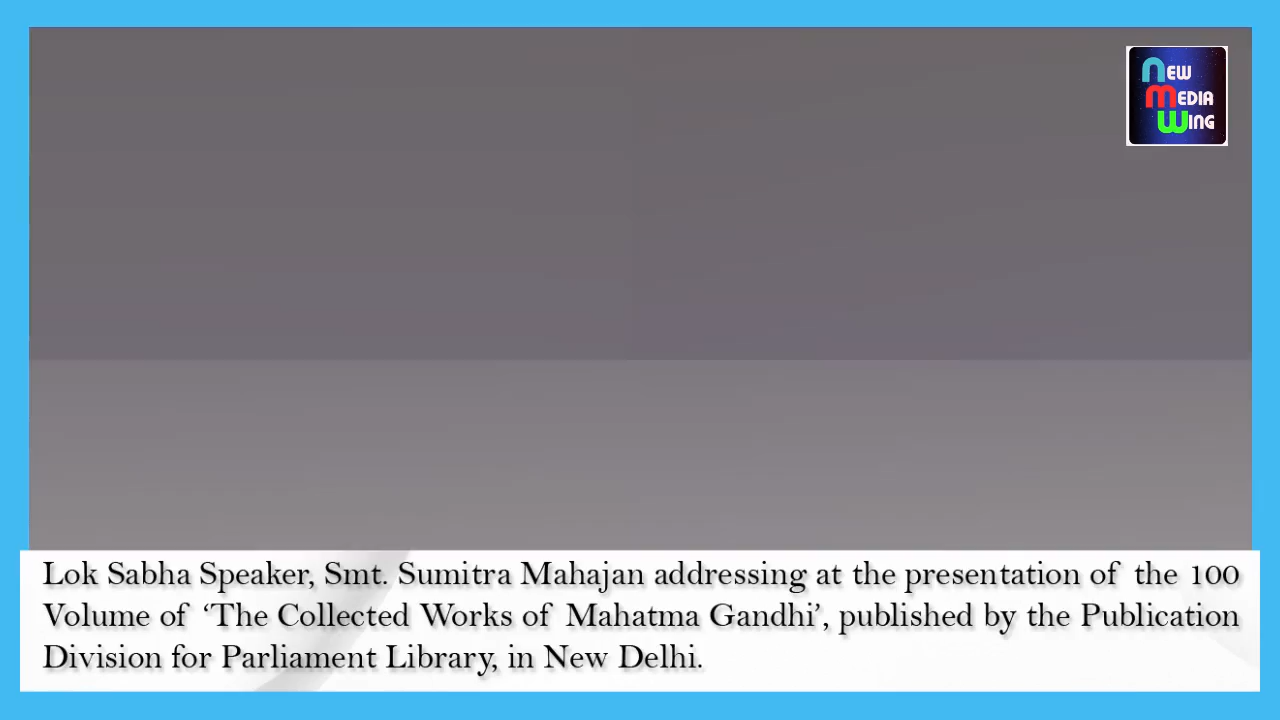 NEW
MEDIA
WING
Lok Sabha Speaker, Smt. Sumitra Mahajan addressing at the presentation of the 100
Volume of ‘The Collected Works of Mahatma Gandhi’, published by the Publication
Division for Parliament Library, in New Delhi.